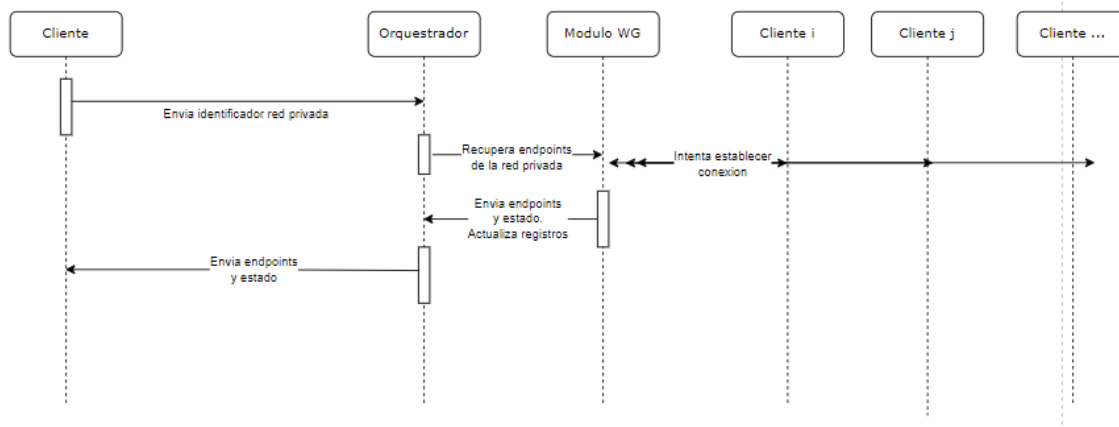 Cliente
Orquestrador
Modulo WG
Cliente i
Cliente j
Cliente ...
Envia identificador red privada
Recupera endpoints
de la red privada
Intenta establecer
conexion
Envia endpoints
y estado.
Actualiza registros
Envia endpoints
y estado